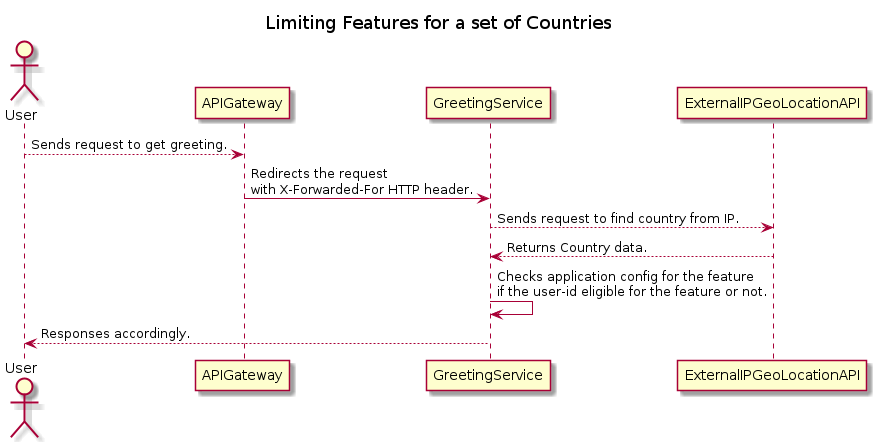 Limiting Features for a set of Countries
User
APIGateway
GreetingService
ExternalIPGeoLocationAPI
Sends request to get greeting.
Redirects the request
with X-Forwarded-For HTTP header.
Sends request to find country from IP.
Returns Country data.
Checks application config for the feature
if the user-id eligible for the feature or not.
Responses accordingly.
User
APIGateway
GreetingService
ExternalIPGeoLocationAPI